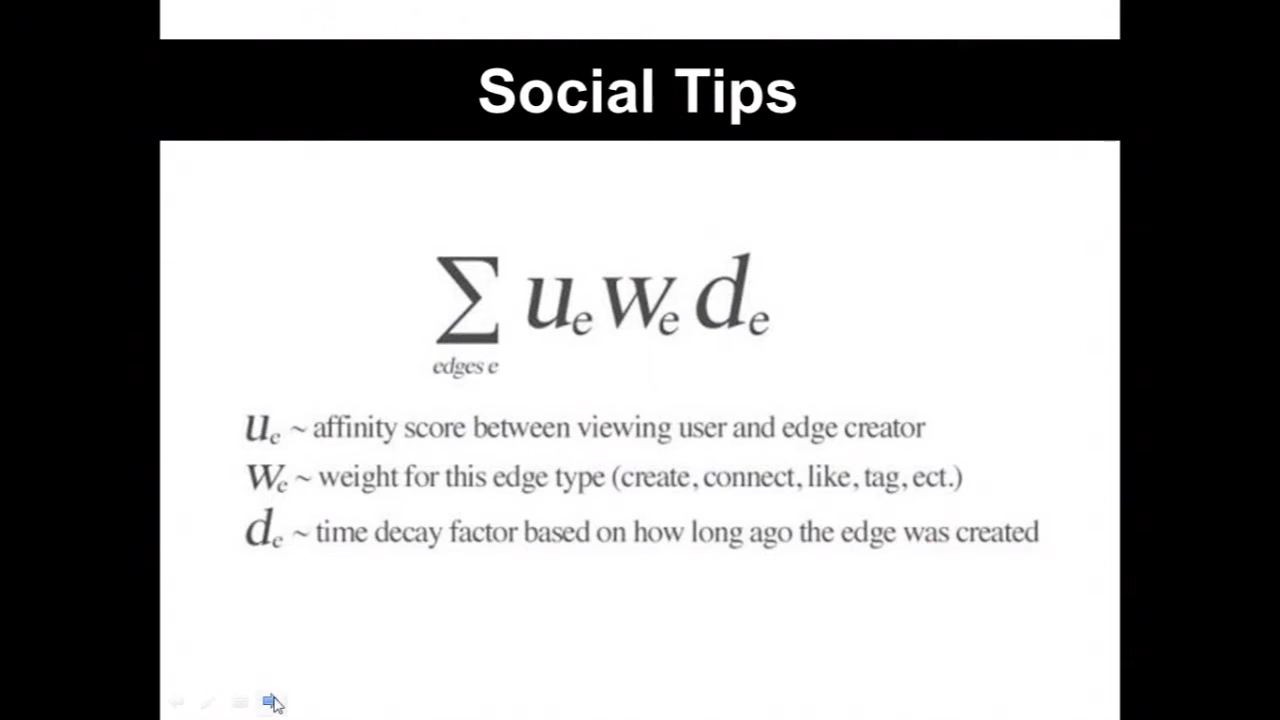 Social Tips
∑ uₑ wₑ dₑ
edges e
uₑ ~ affinity score between viewing user and edge creator
wₑ ~ weight for this edge type (create, connect, like, tag, ect.)
dₑ ~ time decay factor based on how long ago the edge was created